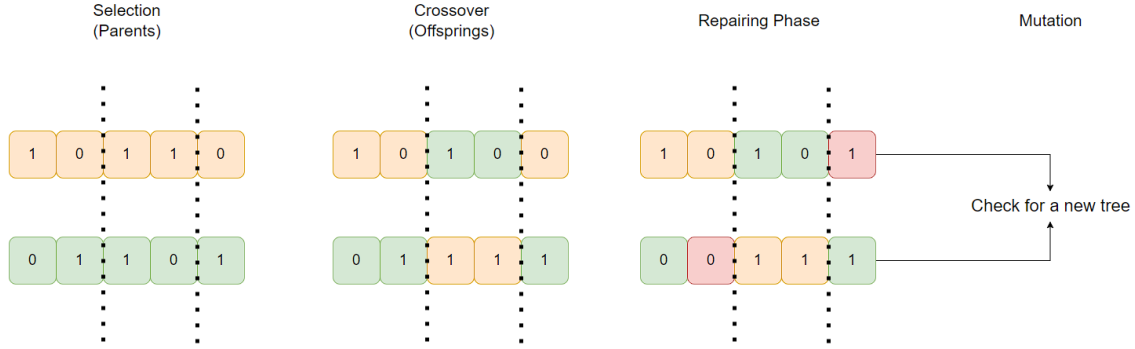 Selection
(Parents)
Crossover
(Offsprings)
Repairing Phase
Mutation
1 0 1 1 0
1 0 1 0 0
1 0 1 0 1
Check for a new tree
0 1 1 0 1
0 1 1 1 1
0 0 1 1 1